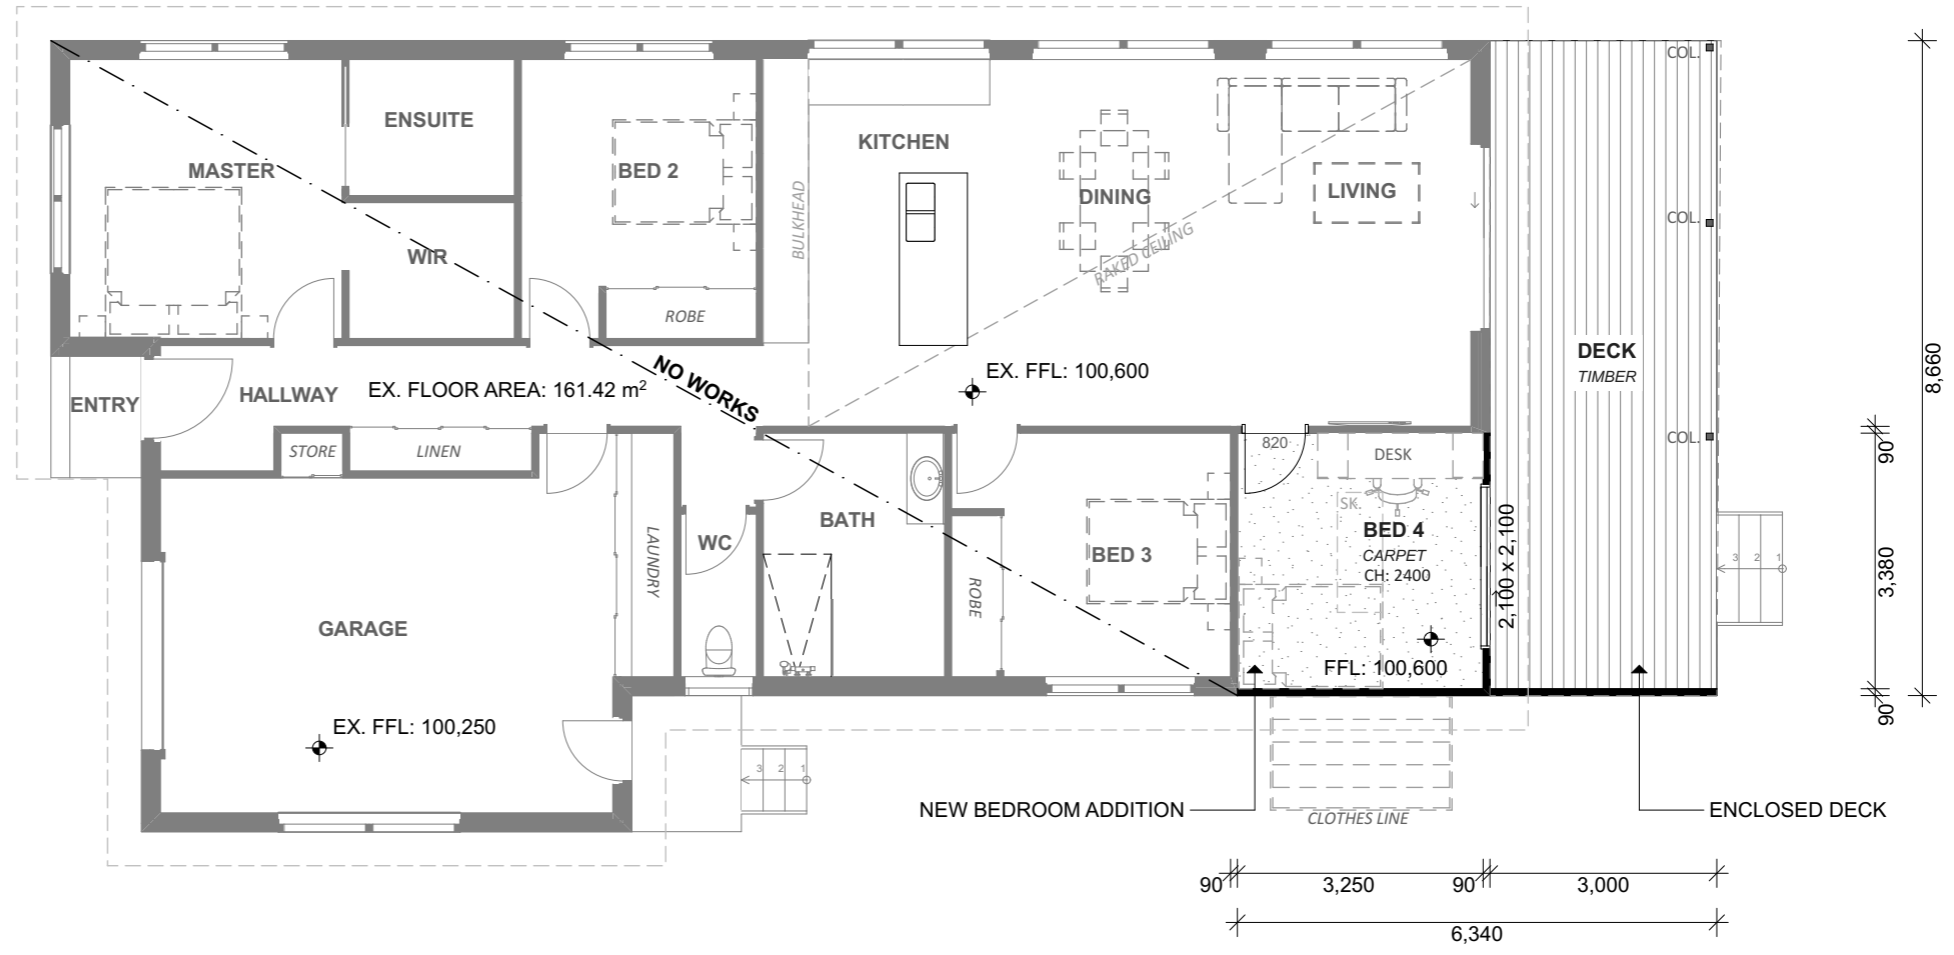 COL.
ENSUITE
KITCHEN
MASTER
BED 2
DINING
LIVING
COL.
BULKHEAD
WIR
RAKED CEILING
ROBE
DECK
TIMBER
8,660
NO WORKS
EX. FFL: 100,600
HALLWAY
EX. FLOOR AREA: 161.42 m²
ENTRY
STORE
LINEN
820
DESK
COL.
90
SK.
BATH
WC
LAUNDRY
BED 3
ROBE
BED 4
CARPET
CH: 2400
2,100 x 2,100
3 2 1
3,380
GARAGE
FFL: 100,600
90
EX. FFL: 100,250
3 2 1
NEW BEDROOM ADDITION
CLOTHES LINE
ENCLOSED DECK
90 3,250 90 3,000
6,340